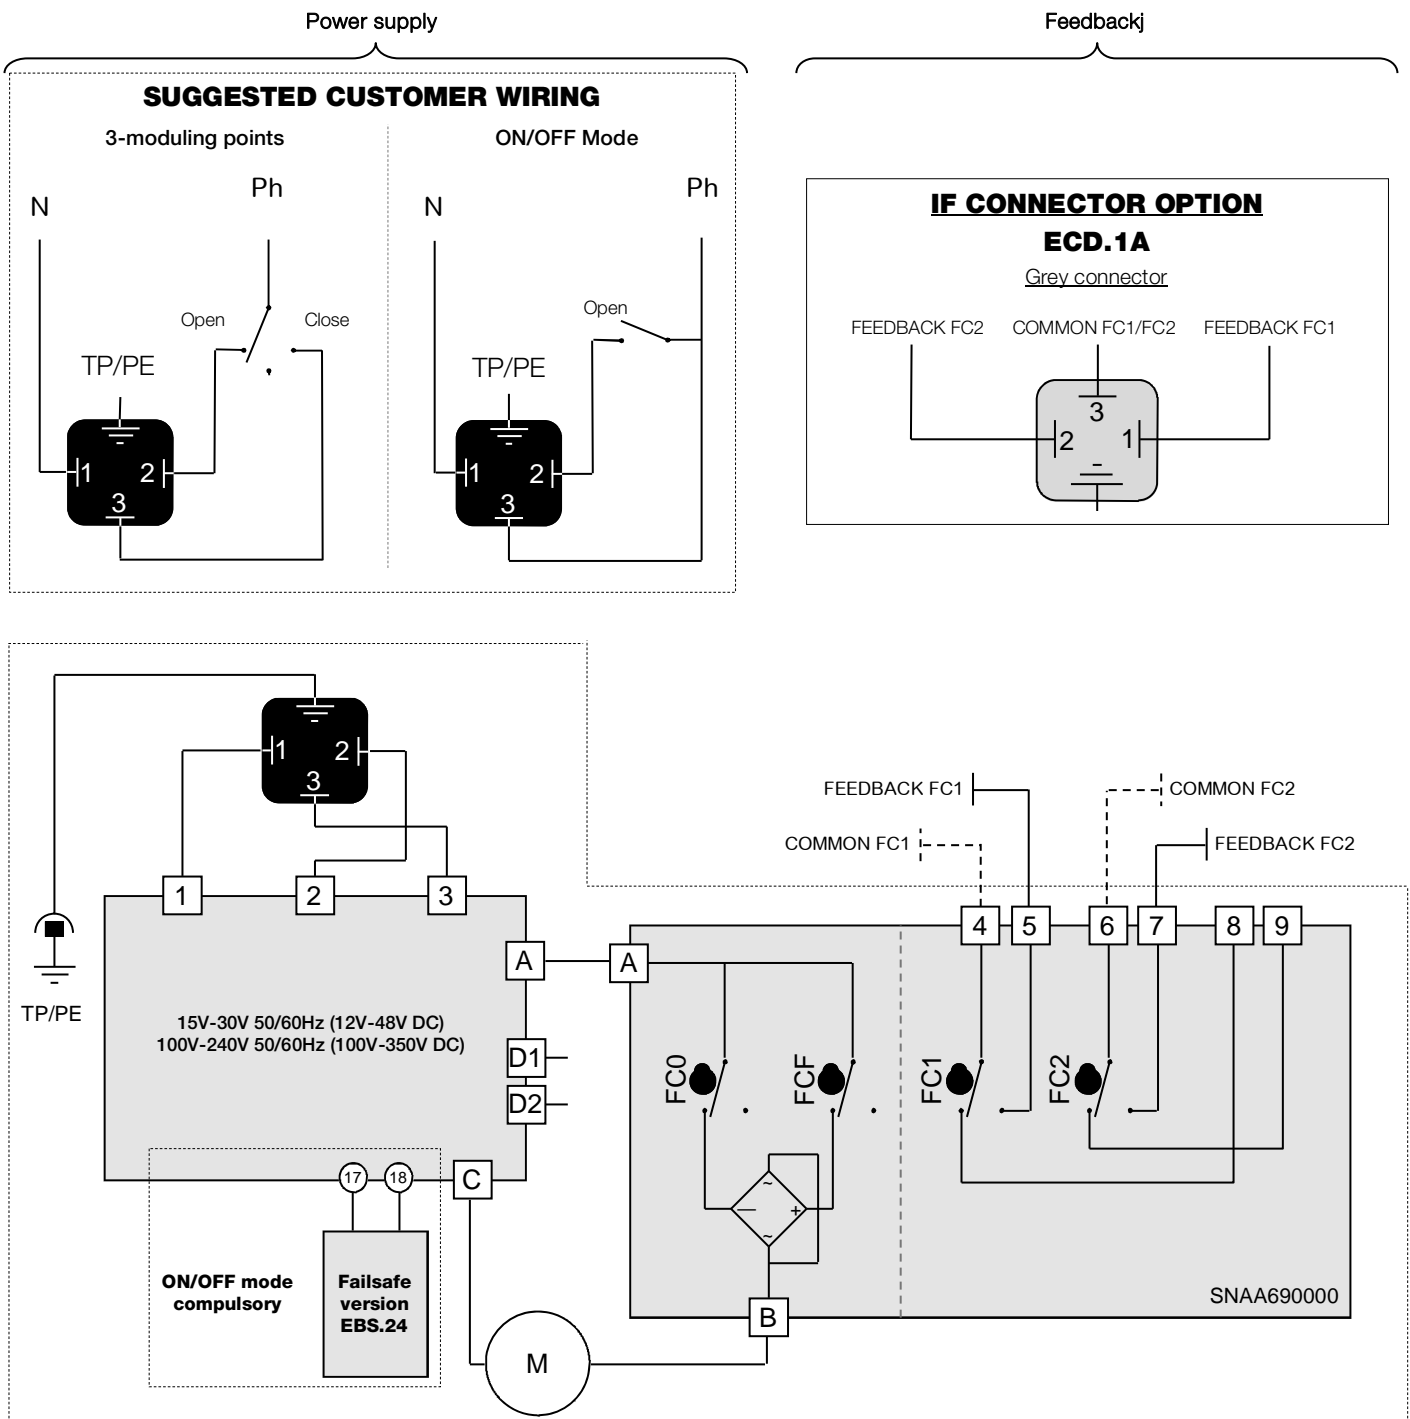 Power supply
Feedbackj
SUGGESTED CUSTOMER WIRING
3-moduling points
ON/OFF Mode
N
Ph
N
Ph
Open
Close
Open
TP/PE
TP/PE
1
2
3
1
2
3
IF CONNECTOR OPTION
ECD.1A
Grey connector
FEEDBACK FC2
COMMON FC1/FC2
FEEDBACK FC1
3
2
1
-
1
2
3
FEEDBACK FC1
COMMON FC2
COMMON FC1
FEEDBACK FC2
1
2
3
4
5
6
7
8
9
A
A
TP/PE
15V-30V 50/60Hz (12V-48V DC)
100V-240V 50/60Hz (100V-350V DC)
D1
D2
FC0
FCF
FC1
FC2
17
18
C
~
—
+
~
ON/OFF mode
compulsory
Failsafe
version
EBS.24
SNAA690000
B
M